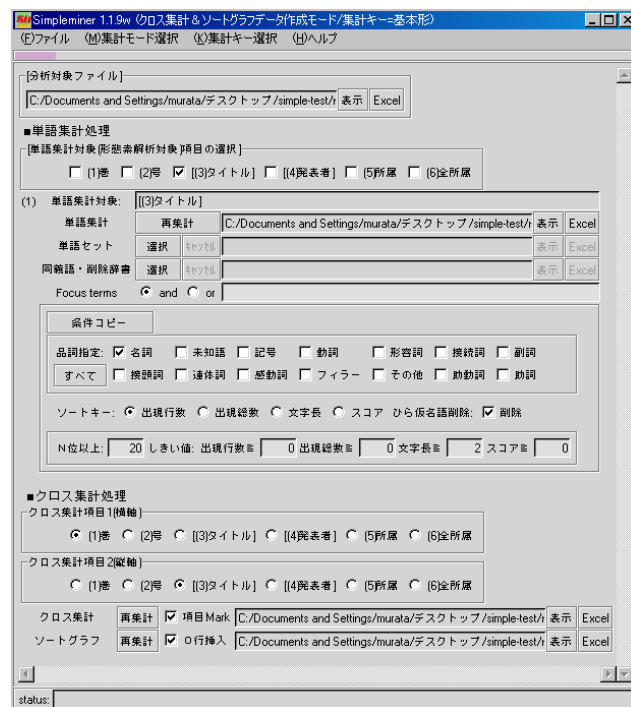 Simpleminer 1.1.9w (クロス集計＆ソートグラフデータ作成モード/集計キー=基本形)
(F)ファイル (M)集計モード選択 (K)集計キー選択 (H)ヘルプ
[分析対象ファイル]
C:/Documents and Settings/murata/デスクトップ/simple-test/r 表示 Excel
■単語集計処理
[単語集計対象(形態素解析対象)項目の選択]
(1)巻 (2)号 [(3)タイトル] [(4)発表者] (5)所属 (6)全所属
(1) 単語集計対象: [(3)タイトル]
単語集計 再集計 C:/Documents and Settings/murata/デスクトップ/simple-test/r 表示 Excel
単語セット 選択 キャンセル 表示 Excel
同義語・削除辞書 選択 キャンセル 表示 Excel
Focus terms and or
条件コピー
品詞指定: 名詞 未知語 記号 動詞 形容詞 接続詞 副詞
すべて 接頭詞 連体詞 感動詞 フィラー その他 助動詞 助詞
ソートキー: 出現行数 出現総数 文字長 スコア ひら仮名語削除: 削除
N位以上: 20 しきい値: 出現行数≧ 0 出現総数≧ 0 文字長≧ 2 スコア≧ 0
■クロス集計処理
クロス集計項目1(横軸)
(1)巻 (2)号 [(3)タイトル] [(4)発表者] (5)所属 (6)全所属
クロス集計項目2(縦軸)
(1)巻 (2)号 [(3)タイトル] [(4)発表者] (5)所属 (6)全所属
クロス集計 再集計 項目Mark C:/Documents and Settings/murata/デスクトップ/simple-test/r 表示 Excel
ソートグラフ 再集計 0行挿入 C:/Documents and Settings/murata/デスクトップ/simple-test/r 表示 Excel
status: